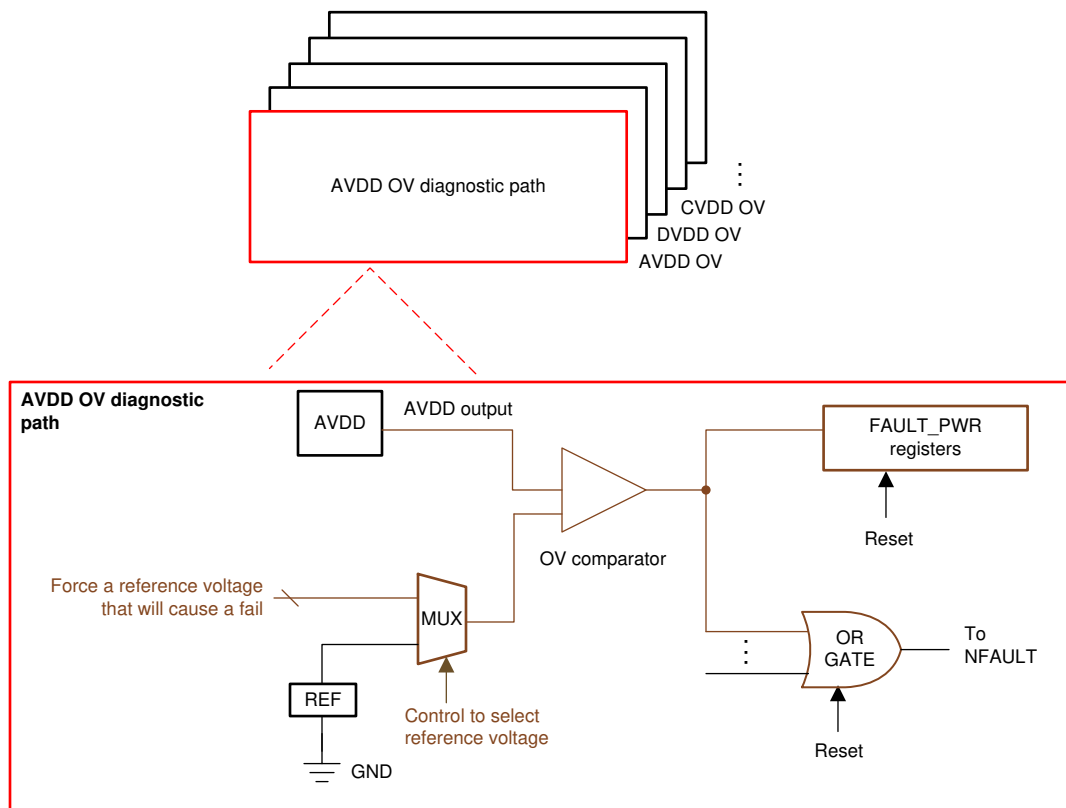 AVDD OV diagnostic path
CVDD OV
DVDD OV
AVDD OV
AVDD OV diagnostic
path
AVDD
AVDD output
FAULT_PWR
registers
Reset
OV comparator
Force a reference voltage
that will cause a fail
MUX
OR
GATE
To
NFAULT
REF
Control to select
reference voltage
Reset
GND